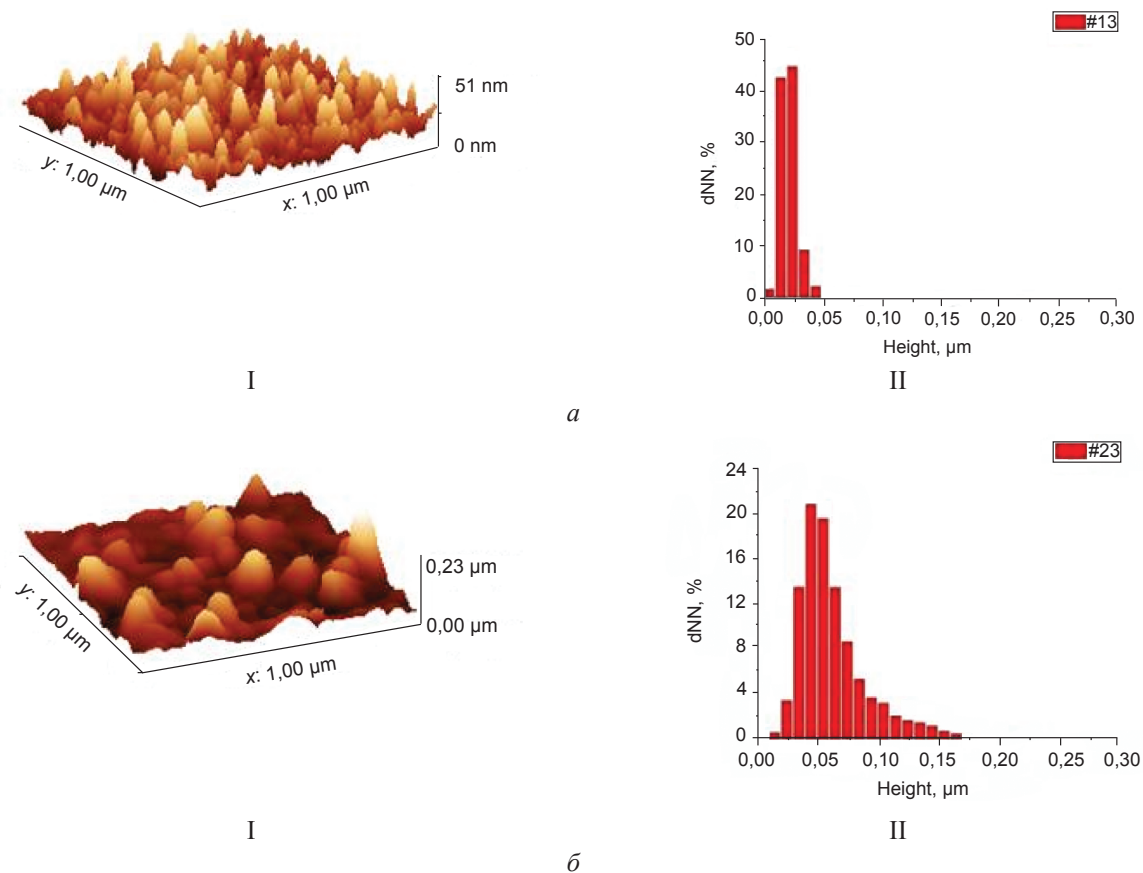 51 nm
0 nm
y: 1,00 µm
x: 1,00 µm
I
#13
50
40
30
20
10
0
dNN, %
0,00 0,05 0,10 0,15 0,20 0,25 0,30
Height, µm
II
а
0,23 µm
0,00 µm
y: 1,00 µm
x: 1,00 µm
I
#23
24
20
16
12
8
4
0
dNN, %
0,00 0,05 0,10 0,15 0,20 0,25 0,30
Height, µm
II
б